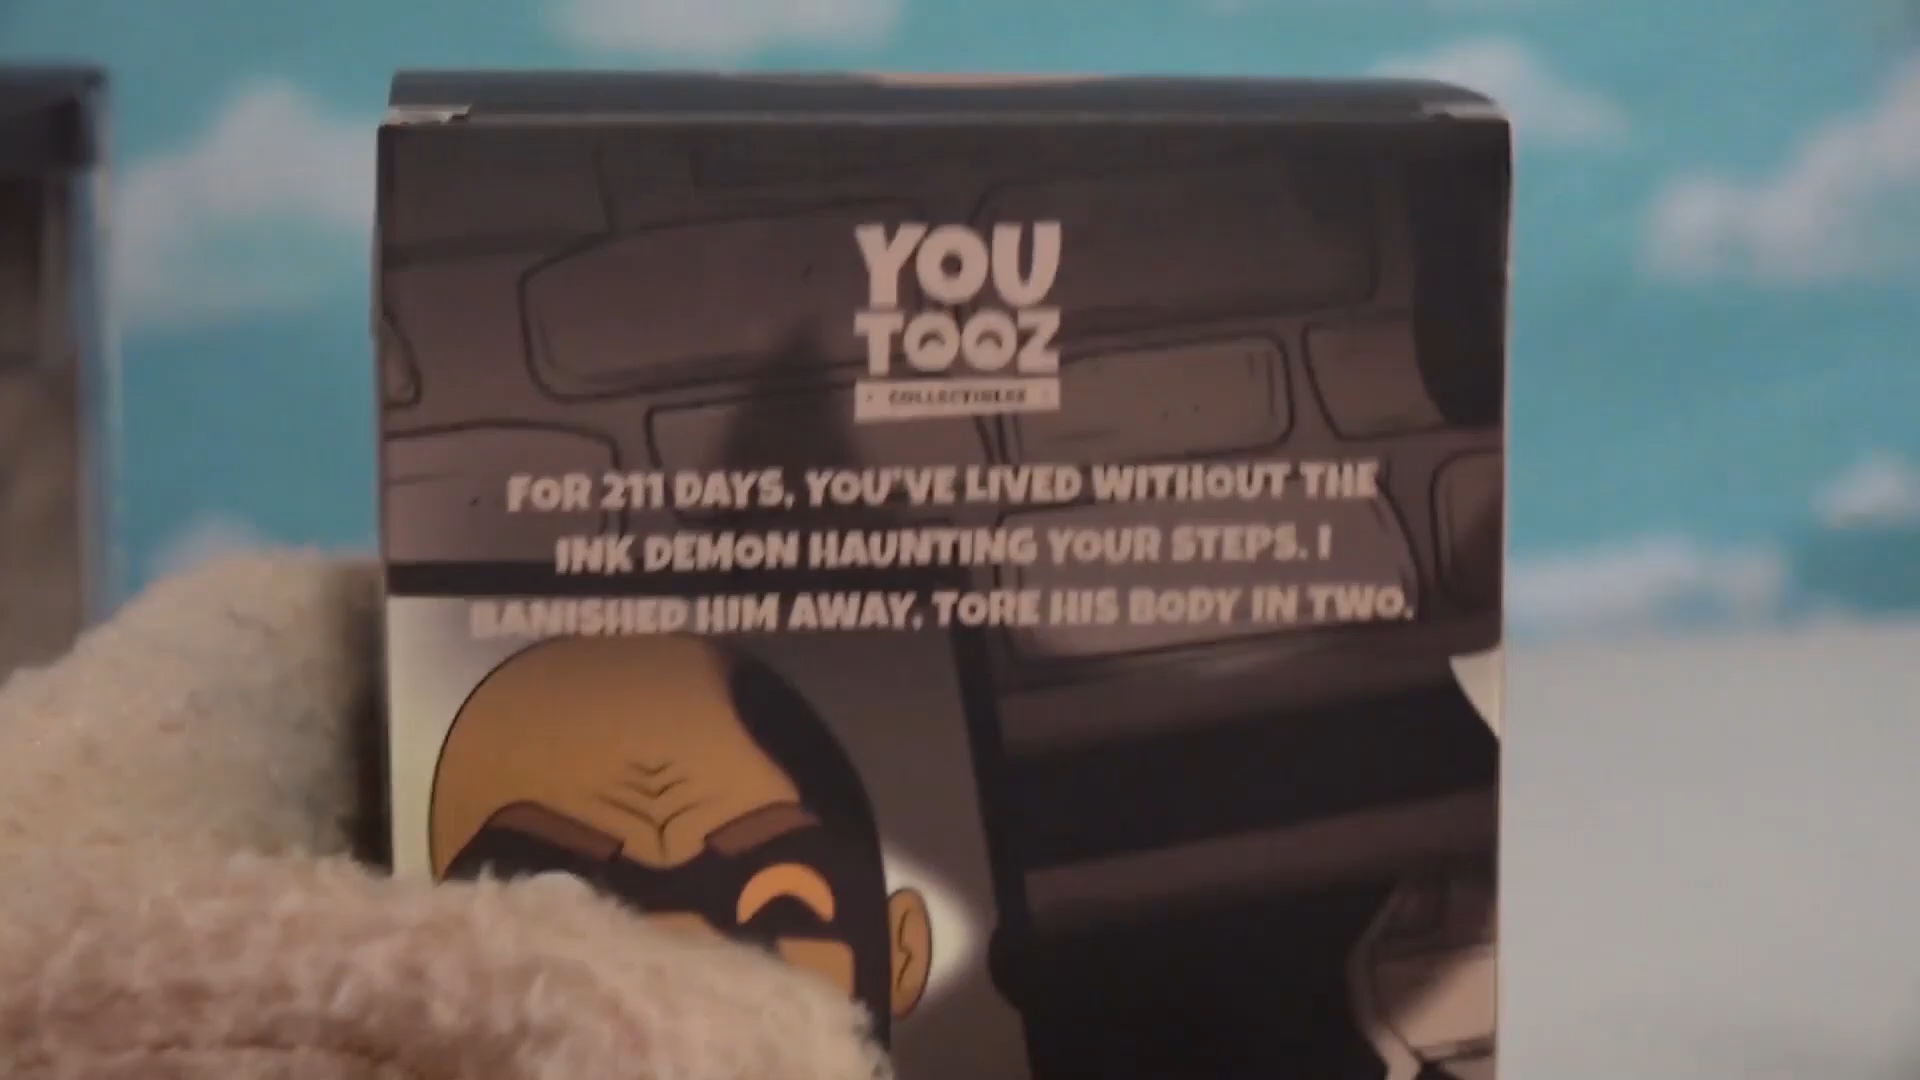 YOU
TOOZ
COLLECTIBLES
FOR 211 DAYS, YOU'VE LIVED WITHOUT THE
INK DEMON HAUNTING YOUR STEPS. I
BANISHED HIM AWAY, TORE HIS BODY IN TWO.